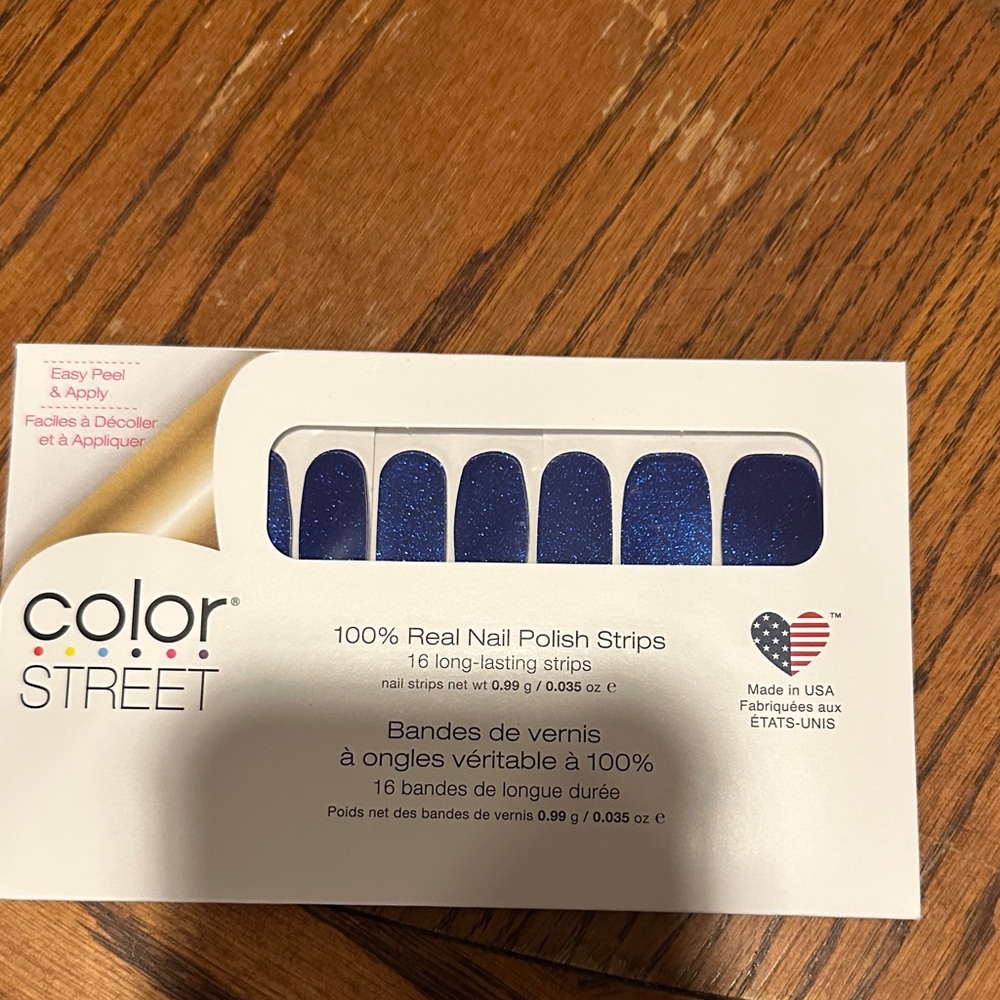 Easy Peel
& Apply
Faciles à Décoller
et à Appliquer
color®
STREET
100% Real Nail Polish Strips
16 long-lasting strips
nail strips net wt 0.99 g / 0.035 oz ℮
Bandes de vernis
à ongles véritable à 100%
16 bandes de longue durée
Poids net des bandes de vernis 0.99 g / 0.035 oz ℮
™
Made in USA
Fabriquées aux
ÉTATS-UNIS